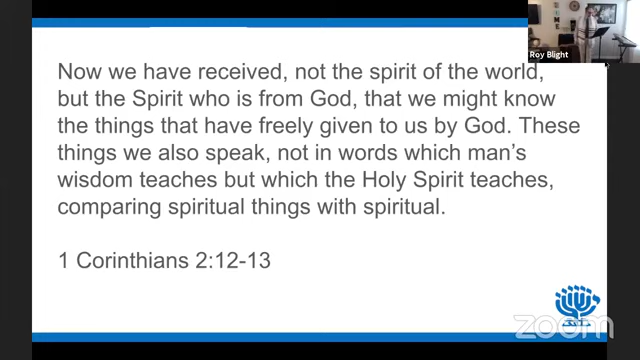 Roy Blight
Now we have received, not the spirit of the world,
but the Spirit who is from God, that we might know
the things that have freely given to us by God. These
things we also speak, not in words which man's
wisdom teaches but which the Holy Spirit teaches,
comparing spiritual things with spiritual.
1 Corinthians 2:12-13
zoom